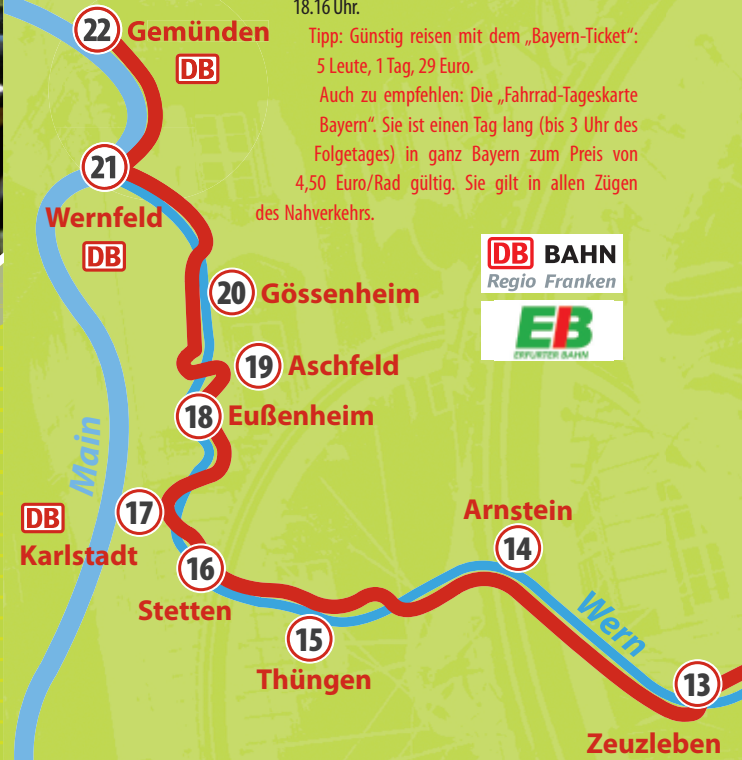 18.16 Uhr.
Tipp: Günstig reisen mit dem „Bayern-Ticket“:
5 Leute, 1 Tag, 29 Euro.
Auch zu empfehlen: Die „Fahrrad-Tageskarte
Bayern“. Sie ist einen Tag lang (bis 3 Uhr des
Folgetages) in ganz Bayern zum Preis von
4,50 Euro/Rad gültig. Sie gilt in allen Zügen
des Nahverkehrs.
22 Gemünden
DB
21
Wernfeld
DB
DB BAHN
Regio Franken
EB
ERFURTER BAHN
20 Gössenheim
19 Aschfeld
18 Eußenheim
Main
17
DB
Karlstadt
16
Stetten
15
Thüngen
Arnstein
14
Wern
13
Zeuzleben